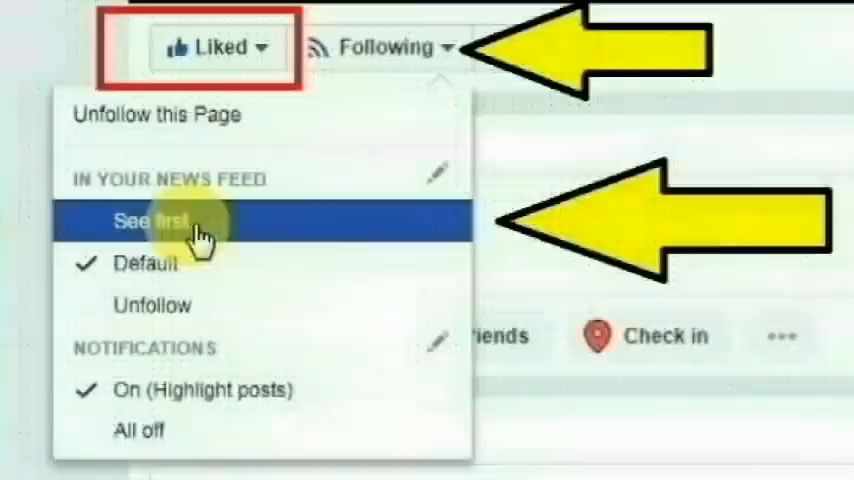 Liked
Following
Unfollow this Page
IN YOUR NEWS FEED
See first
Default
Unfollow
riends
Check in
NOTIFICATIONS
On (Highlight posts)
All off